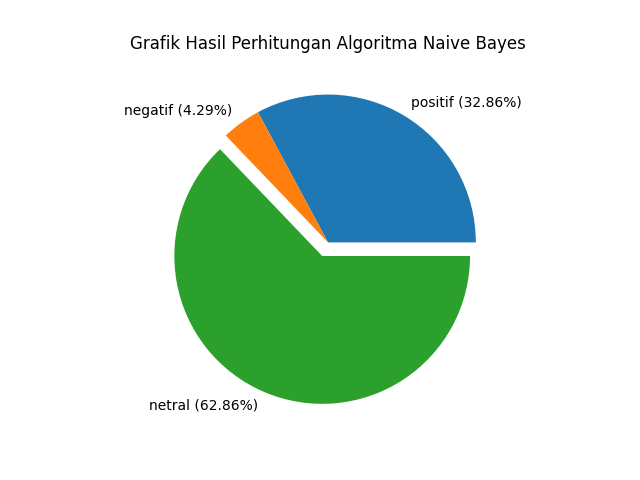 Grafik Hasil Perhitungan Algoritma Naive Bayes
positif (32.86%)
negatif (4.29%)
netral (62.86%)